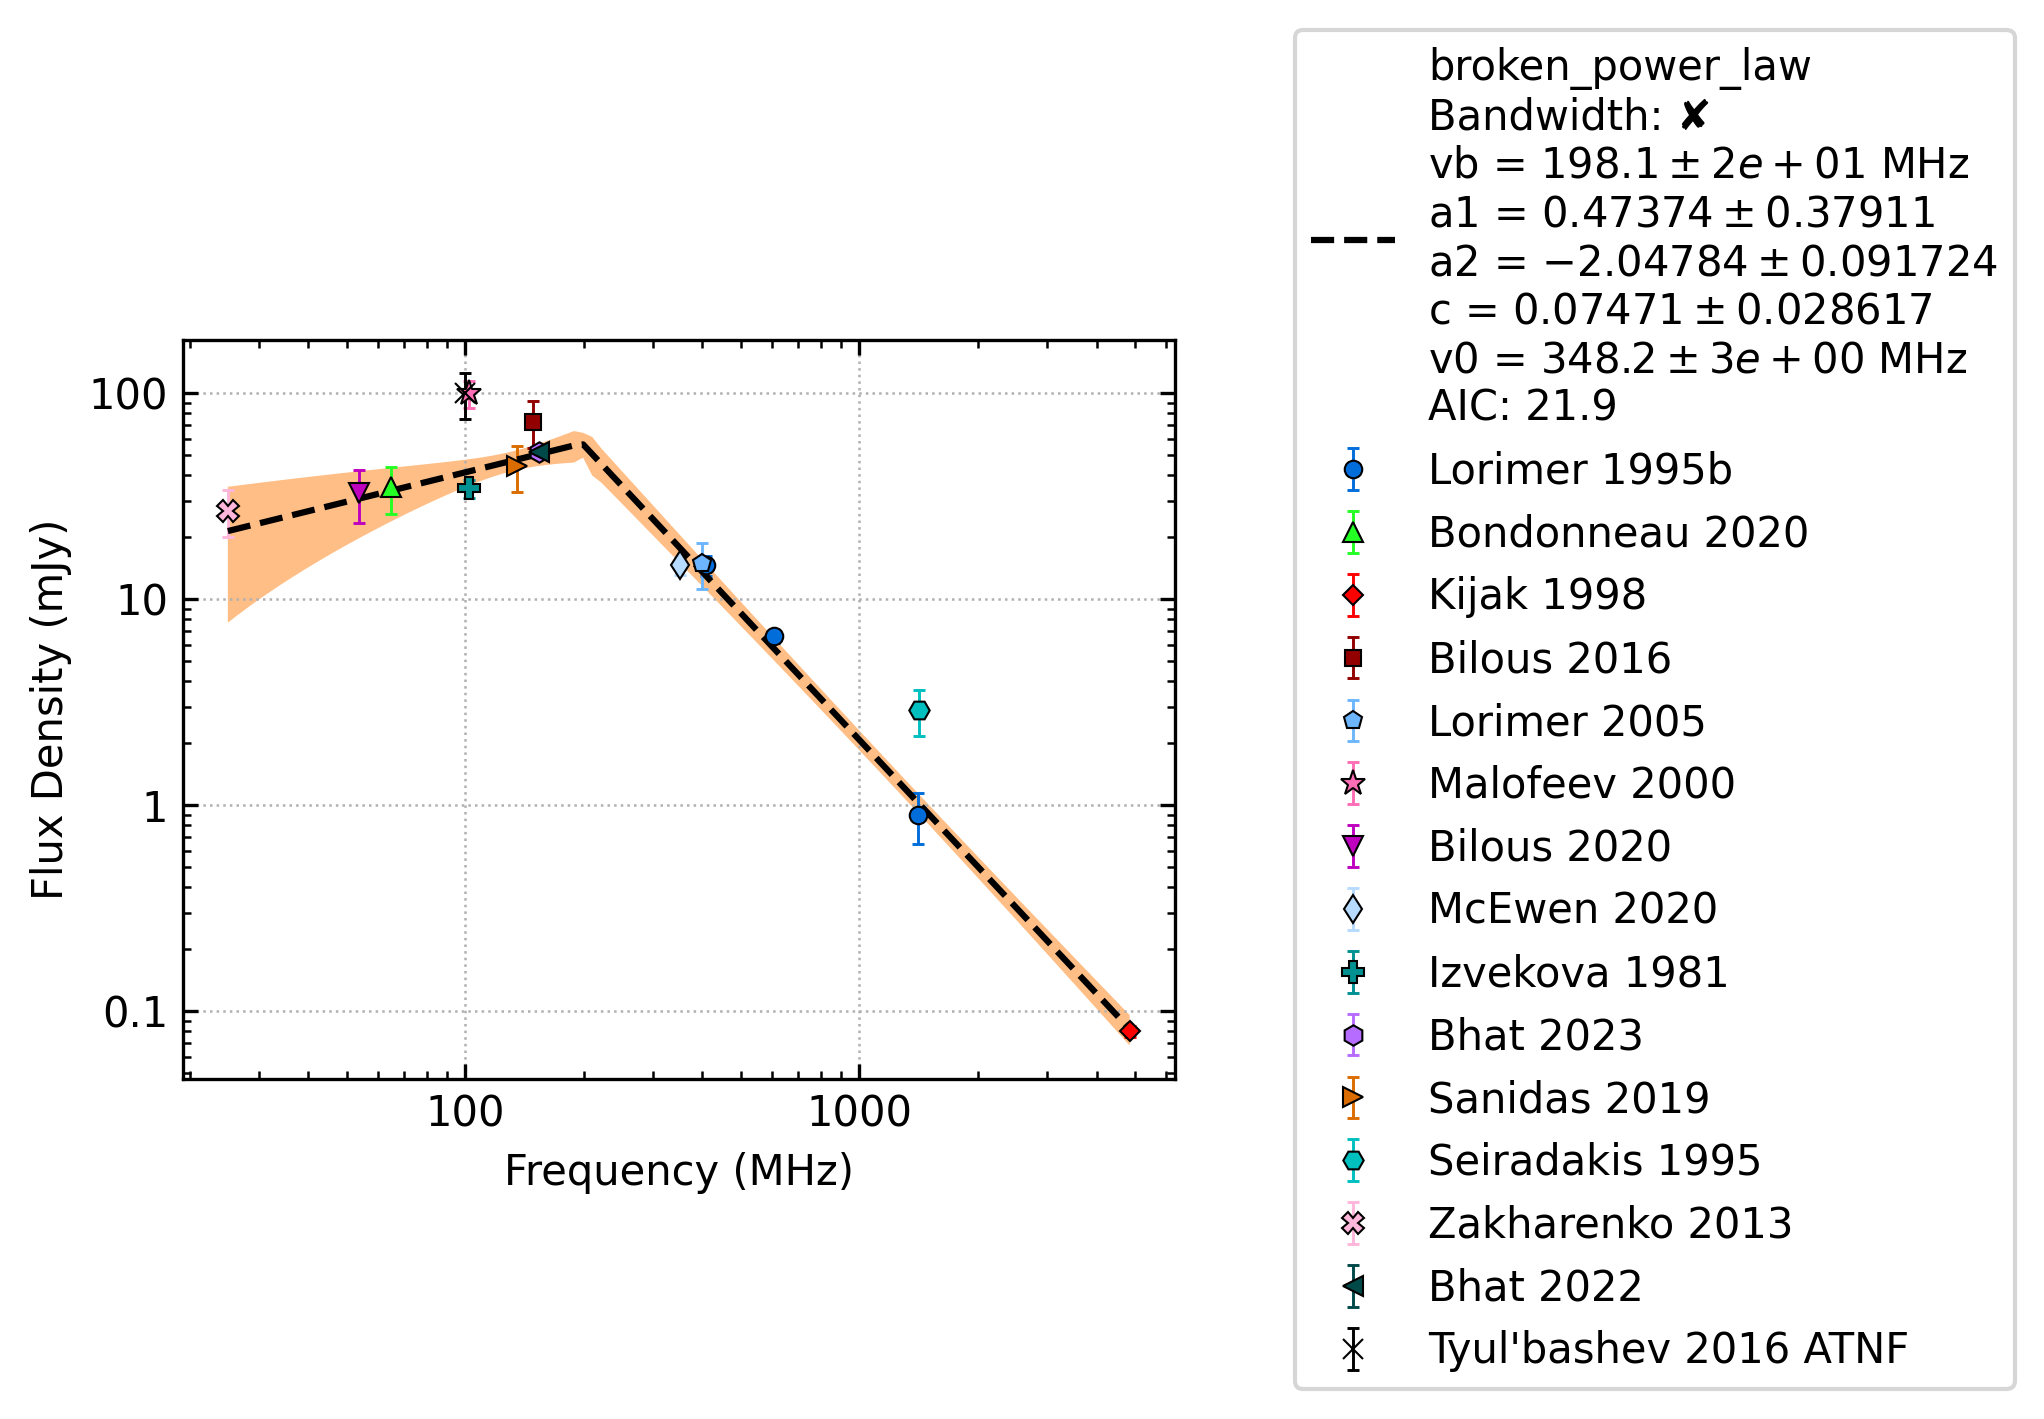 broken_power_law
Bandwidth: ✘
vb = 198.1 ± 2e + 01 MHz
a1 = 0.47374 ± 0.37911
a2 = −2.04784 ± 0.091724
c = 0.07471 ± 0.028617
v0 = 348.2 ± 3e + 00 MHz
AIC: 21.9
Lorimer 1995b
Bondonneau 2020
Kijak 1998
Bilous 2016
Lorimer 2005
Malofeev 2000
Bilous 2020
McEwen 2020
Izvekova 1981
Bhat 2023
Sanidas 2019
Seiradakis 1995
Zakharenko 2013
Bhat 2022
Tyul'bashev 2016 ATNF
Flux Density (mJy)
100
10
1
0.1
100
1000
Frequency (MHz)